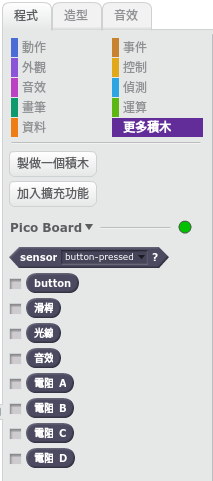 程式 造型 音效
動作 事件
外觀 控制
音效 偵測
畫筆 運算
資料 更多積木
製做一個積木
加入擴充功能
Pico Board
sensor button-pressed ?
button
滑桿
光線
音效
電阻 A
電阻 B
電阻 C
電阻 D